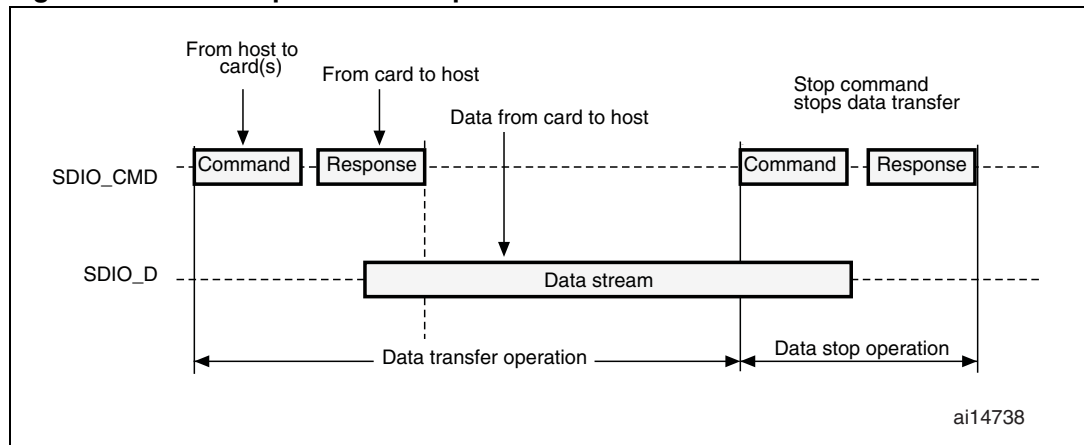 From host to
card(s)
From card to host
Data from card to host
Stop command
stops data transfer
SDIO_CMD
Command
Response
Command
Response
SDIO_D
Data stream
Data transfer operation
Data stop operation
ai14738